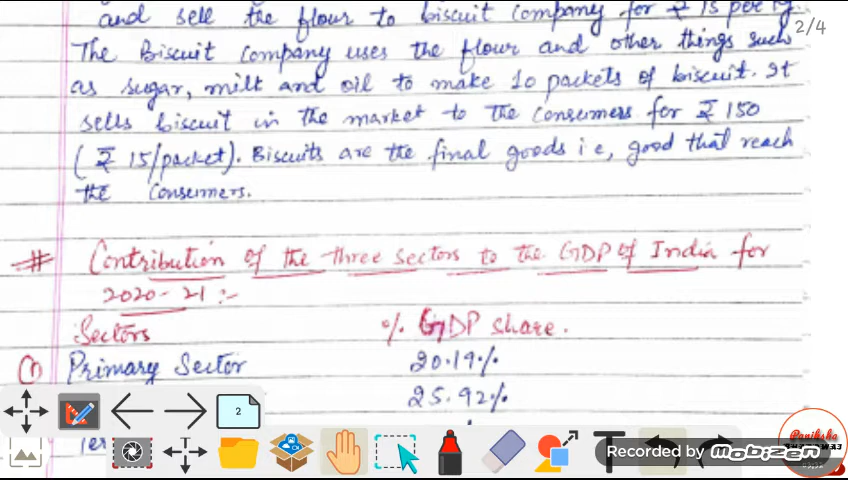 and sell the flour to biscuit company for ₹ 15 per kg.
2/4
The Biscuit company uses the flour and other things such
as sugar, milk and oil to make 10 packets of biscuit. It
sells biscuit in the market to the consumers for ₹ 150
(₹ 15/packet). Biscuits are the final goods i e, good that reach
the consumers.
# Contribution of the three sectors to the GDP of India for
2020-21 :-
Sectors % GDP share.
(1) Primary Sector 20.19%
25.92%
2
Ter
T
Recorded by mobizen